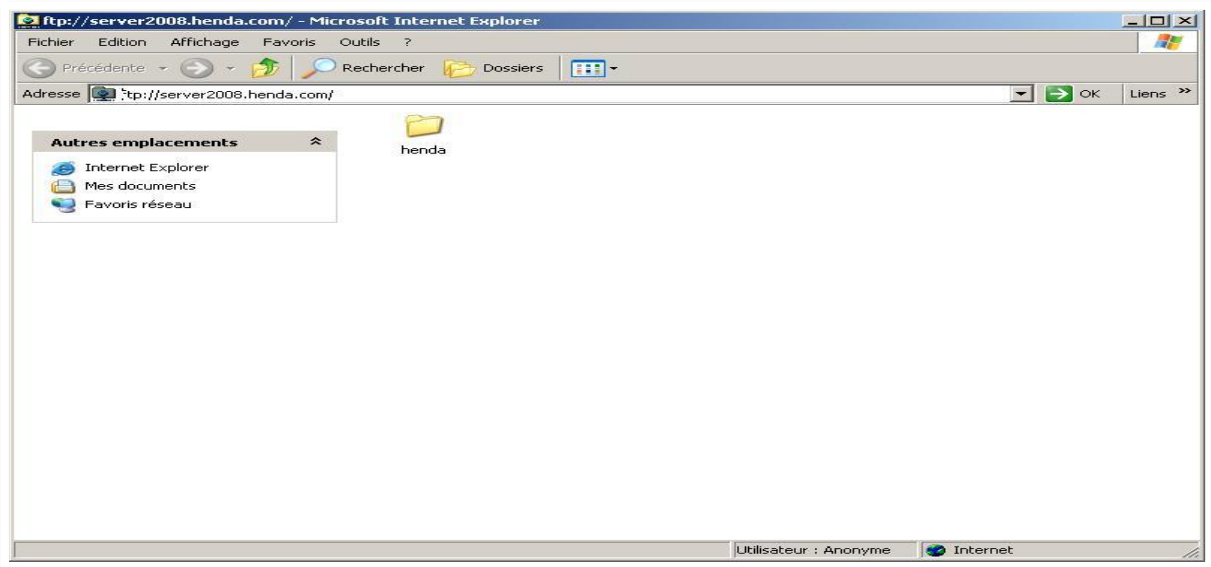 ftp://server2008.henda.com/ - Microsoft Internet Explorer
Fichier Edition Affichage Favoris Outils ?
Précédente Rechercher Dossiers
Adresse tp://server2008.henda.com/ OK Liens »
Autres emplacements
henda
Internet Explorer
Mes documents
Favoris réseau
Utilisateur : Anonyme Internet